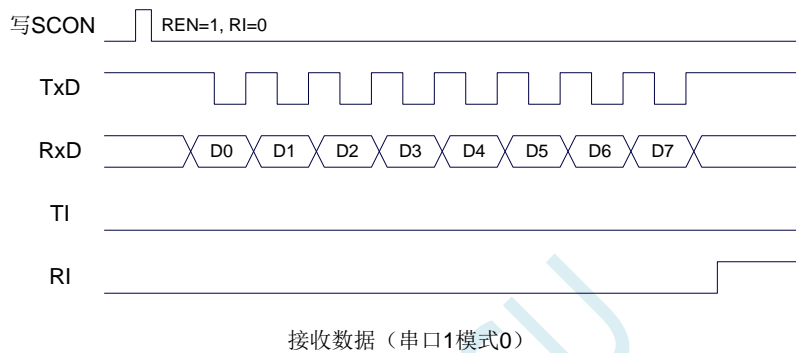 写SCON REN=1, RI=0
TxD
RxD D0 D1 D2 D3 D4 D5 D6 D7
TI
RI
接收数据（串口1模式0）